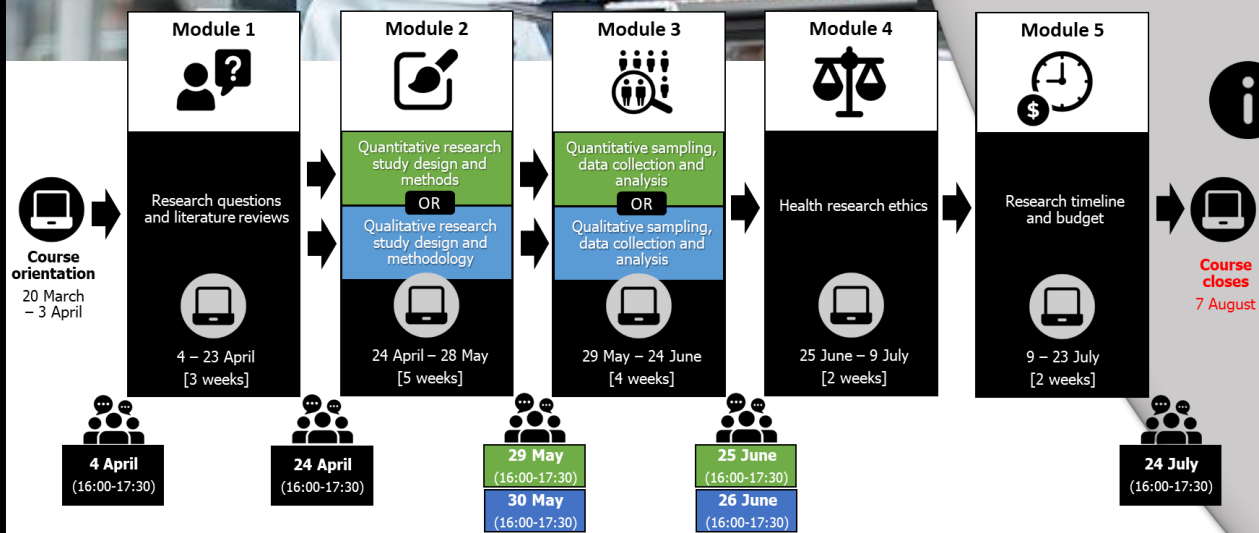 Module 1
Module 2
Module 3
Module 4
Module 5
?
$
i
Course
orientation
20 March
– 3 April
Research questions
and literature reviews
4 – 23 April
[3 weeks]
Quantitative research
study design and
methods
OR
Qualitative research
study design and
methodology
24 April – 28 May
[5 weeks]
Quantitative sampling,
data collection and
analysis
OR
Qualitative sampling,
data collection and
analysis
29 May – 24 June
[4 weeks]
Health research ethics
25 June – 9 July
[2 weeks]
Research timeline
and budget
9 – 23 July
[2 weeks]
Course
closes
7 August
4 April
(16:00-17:30)
24 April
(16:00-17:30)
29 May
(16:00-17:30)
30 May
(16:00-17:30)
25 June
(16:00-17:30)
26 June
(16:00-17:30)
24 July
(16:00-17:30)